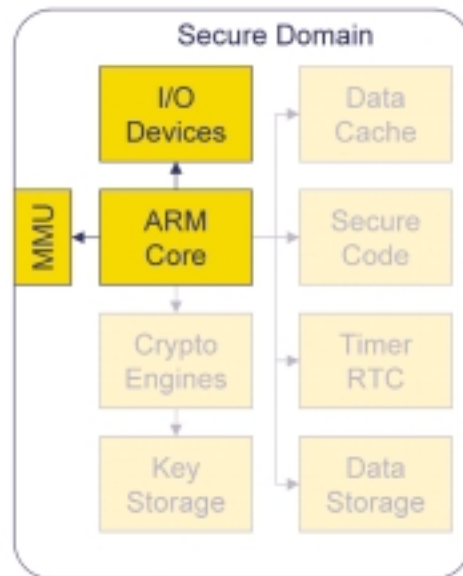 Secure Domain
I/O
Devices
Data
Cache
MMU
ARM
Core
Secure
Code
Crypto
Engines
Timer
RTC
Key
Storage
Data
Storage